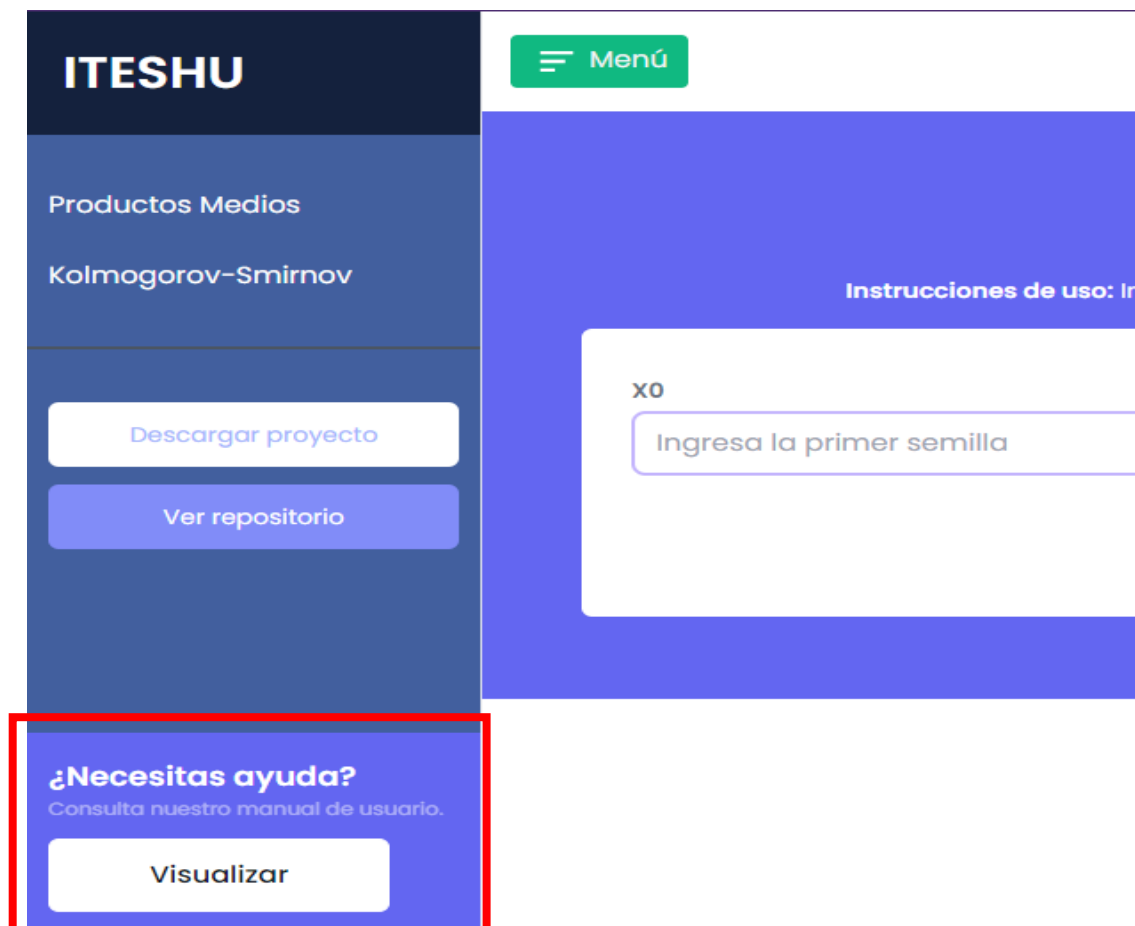 ITESHU
Menú
Productos Medios
Kolmogorov-Smirnov
Instrucciones de uso:
X0
Ingresa la primer semilla
Descargar proyecto
Ver repositorio
¿Necesitas ayuda?
Consulta nuestro manual de usuario.
Visualizar